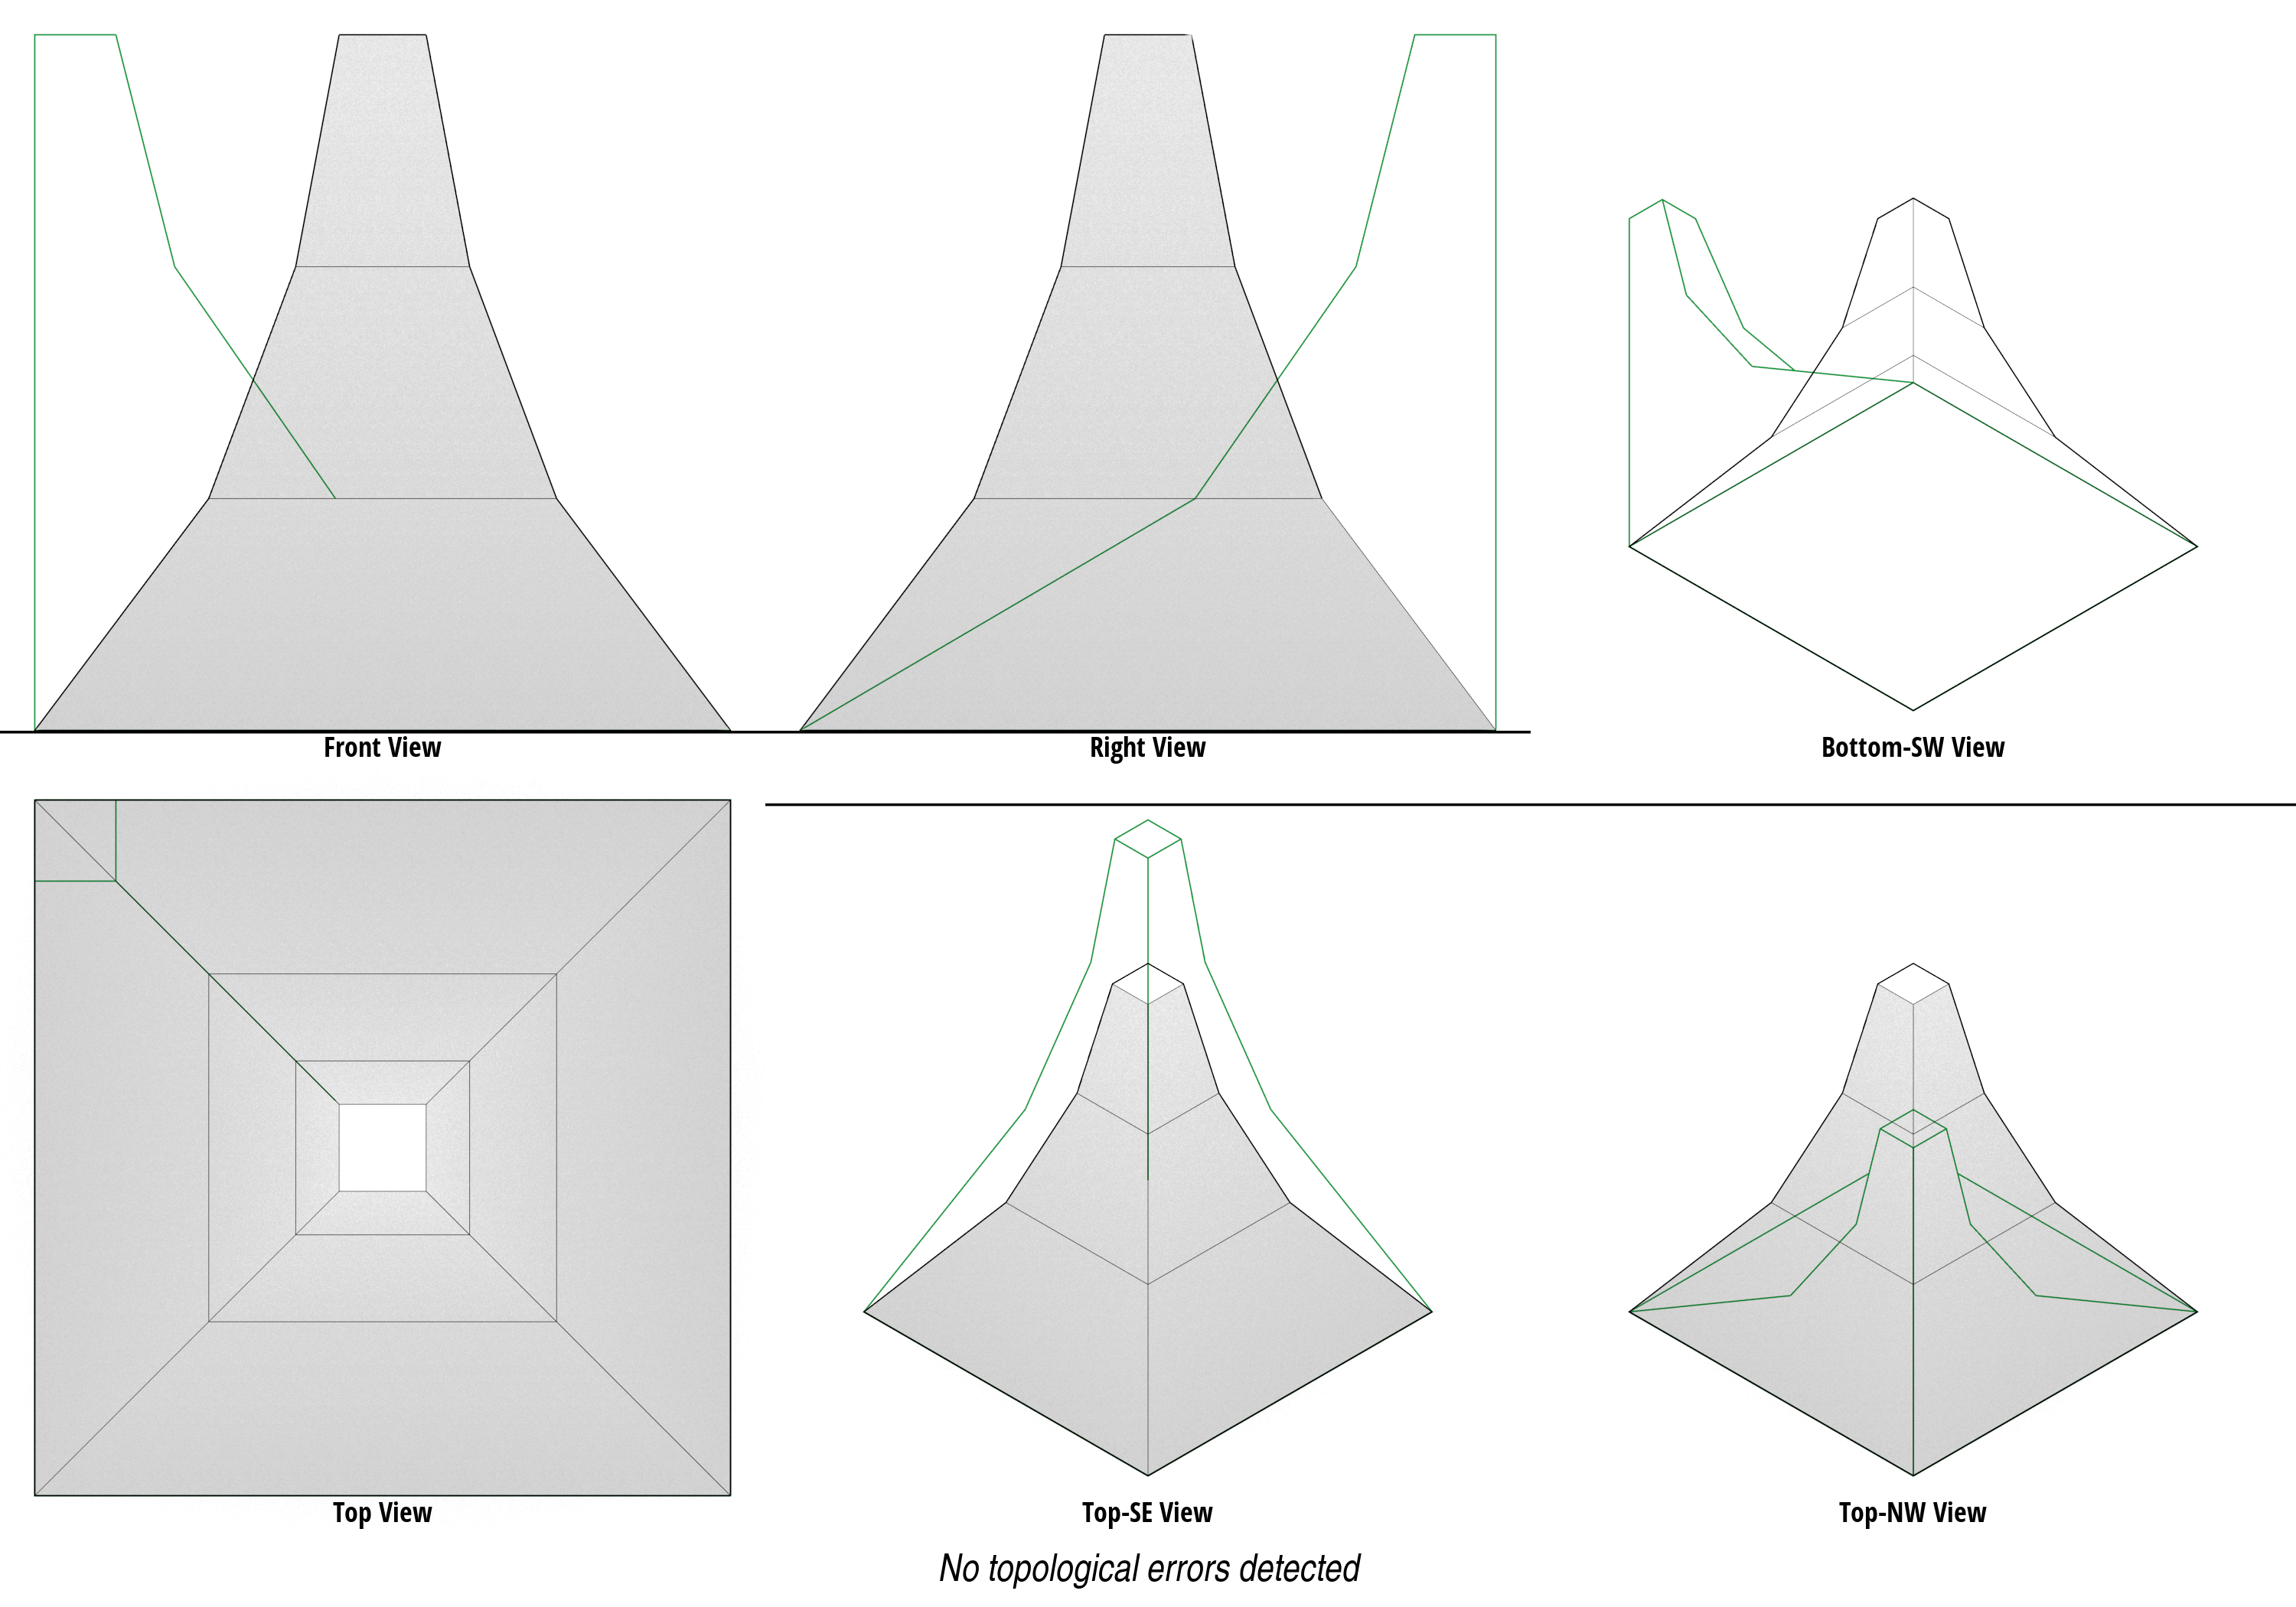 Front View
Right View
Bottom-SW View
Top View
Top-SE View
Top-NW View
No topological errors detected